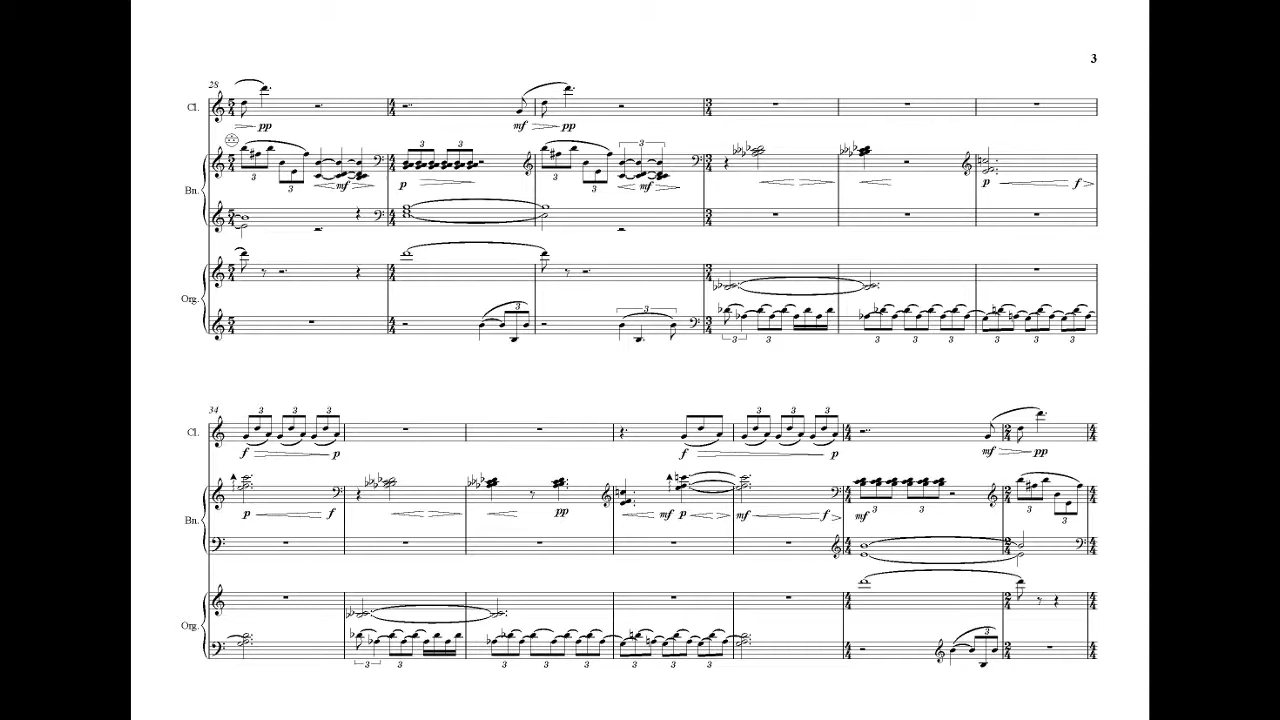 3
28
Cl.
pp mf pp
3 3 3 3 3 3 3
mf p mf p f
Bn.
3
Org.
3 3 3 3 3 3 3 3 3 3
34
3 3 3 3 3 3
Cl.
f p f p mf pp
Bn.
p f pp mf p mf f mf
3 3 3 3
3
Org.
3 3 3 3 3 3 3 3